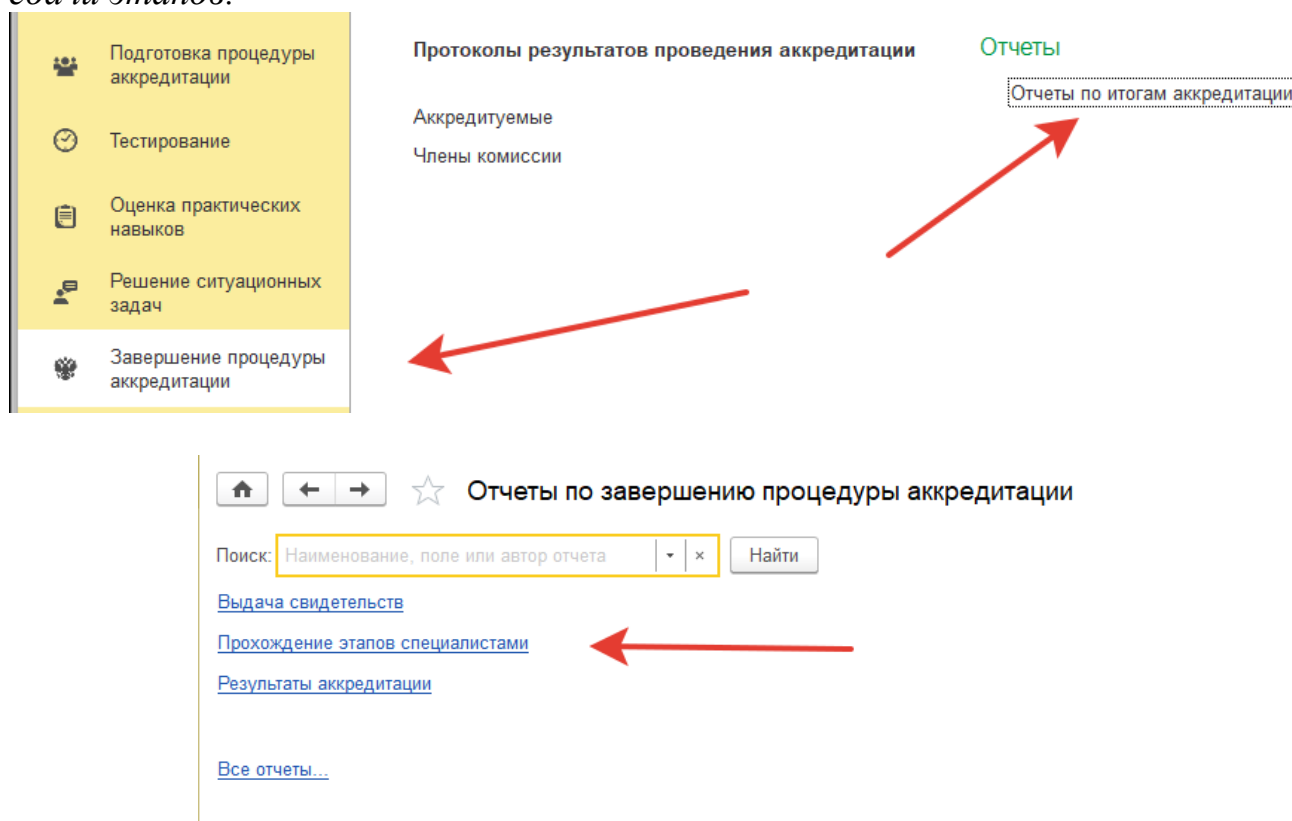 сдачи этапов.
Подготовка процедуры
аккредитации
Тестирование
Оценка практических
навыков
Решение ситуационных
задач
Завершение процедуры
аккредитации
Протоколы результатов проведения аккредитации
Аккредитуемые
Члены комиссии
Отчеты
Отчеты по итогам аккредитации
Отчеты по завершению процедуры аккредитации
Поиск: Наименование, поле или автор отчета Найти
Выдача свидетельств
Прохождение этапов специалистами
Результаты аккредитации
Все отчеты...